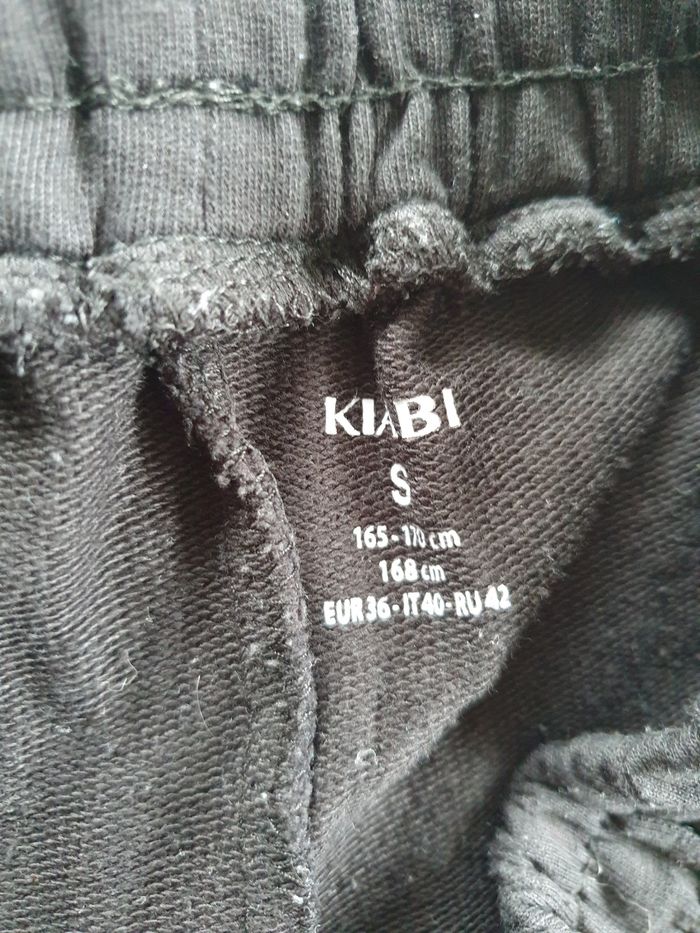 KIABI
S
165-170 cm
168 cm
EUR36-IT40-RU42